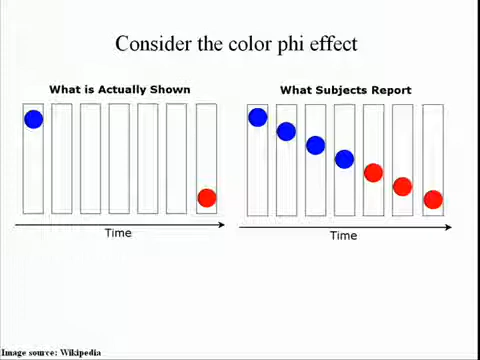 Consider the color phi effect
What is Actually Shown
What Subjects Report
Time
Time
Image source: Wikipedia